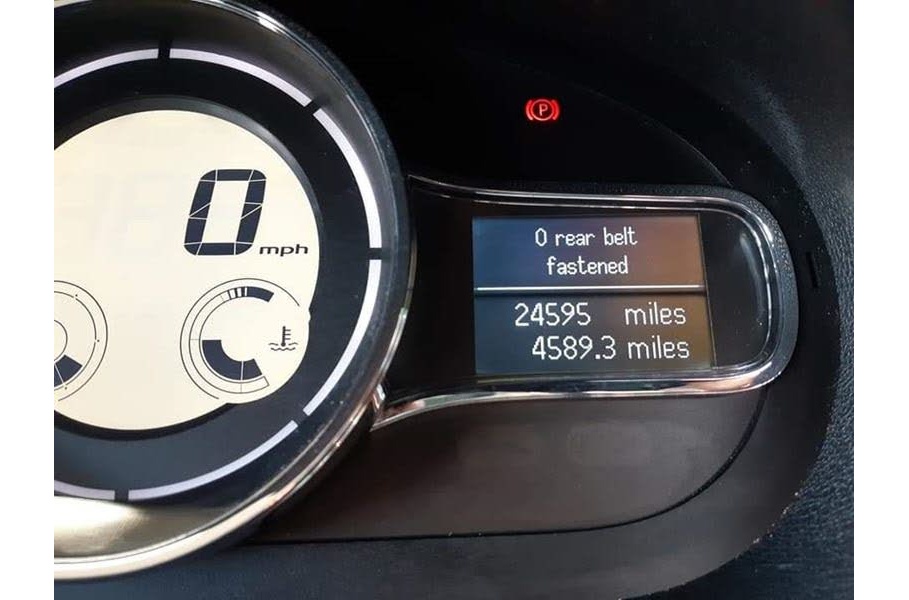 0 mph
0 rear belt
fastened
24595 miles
4589.3 miles
P